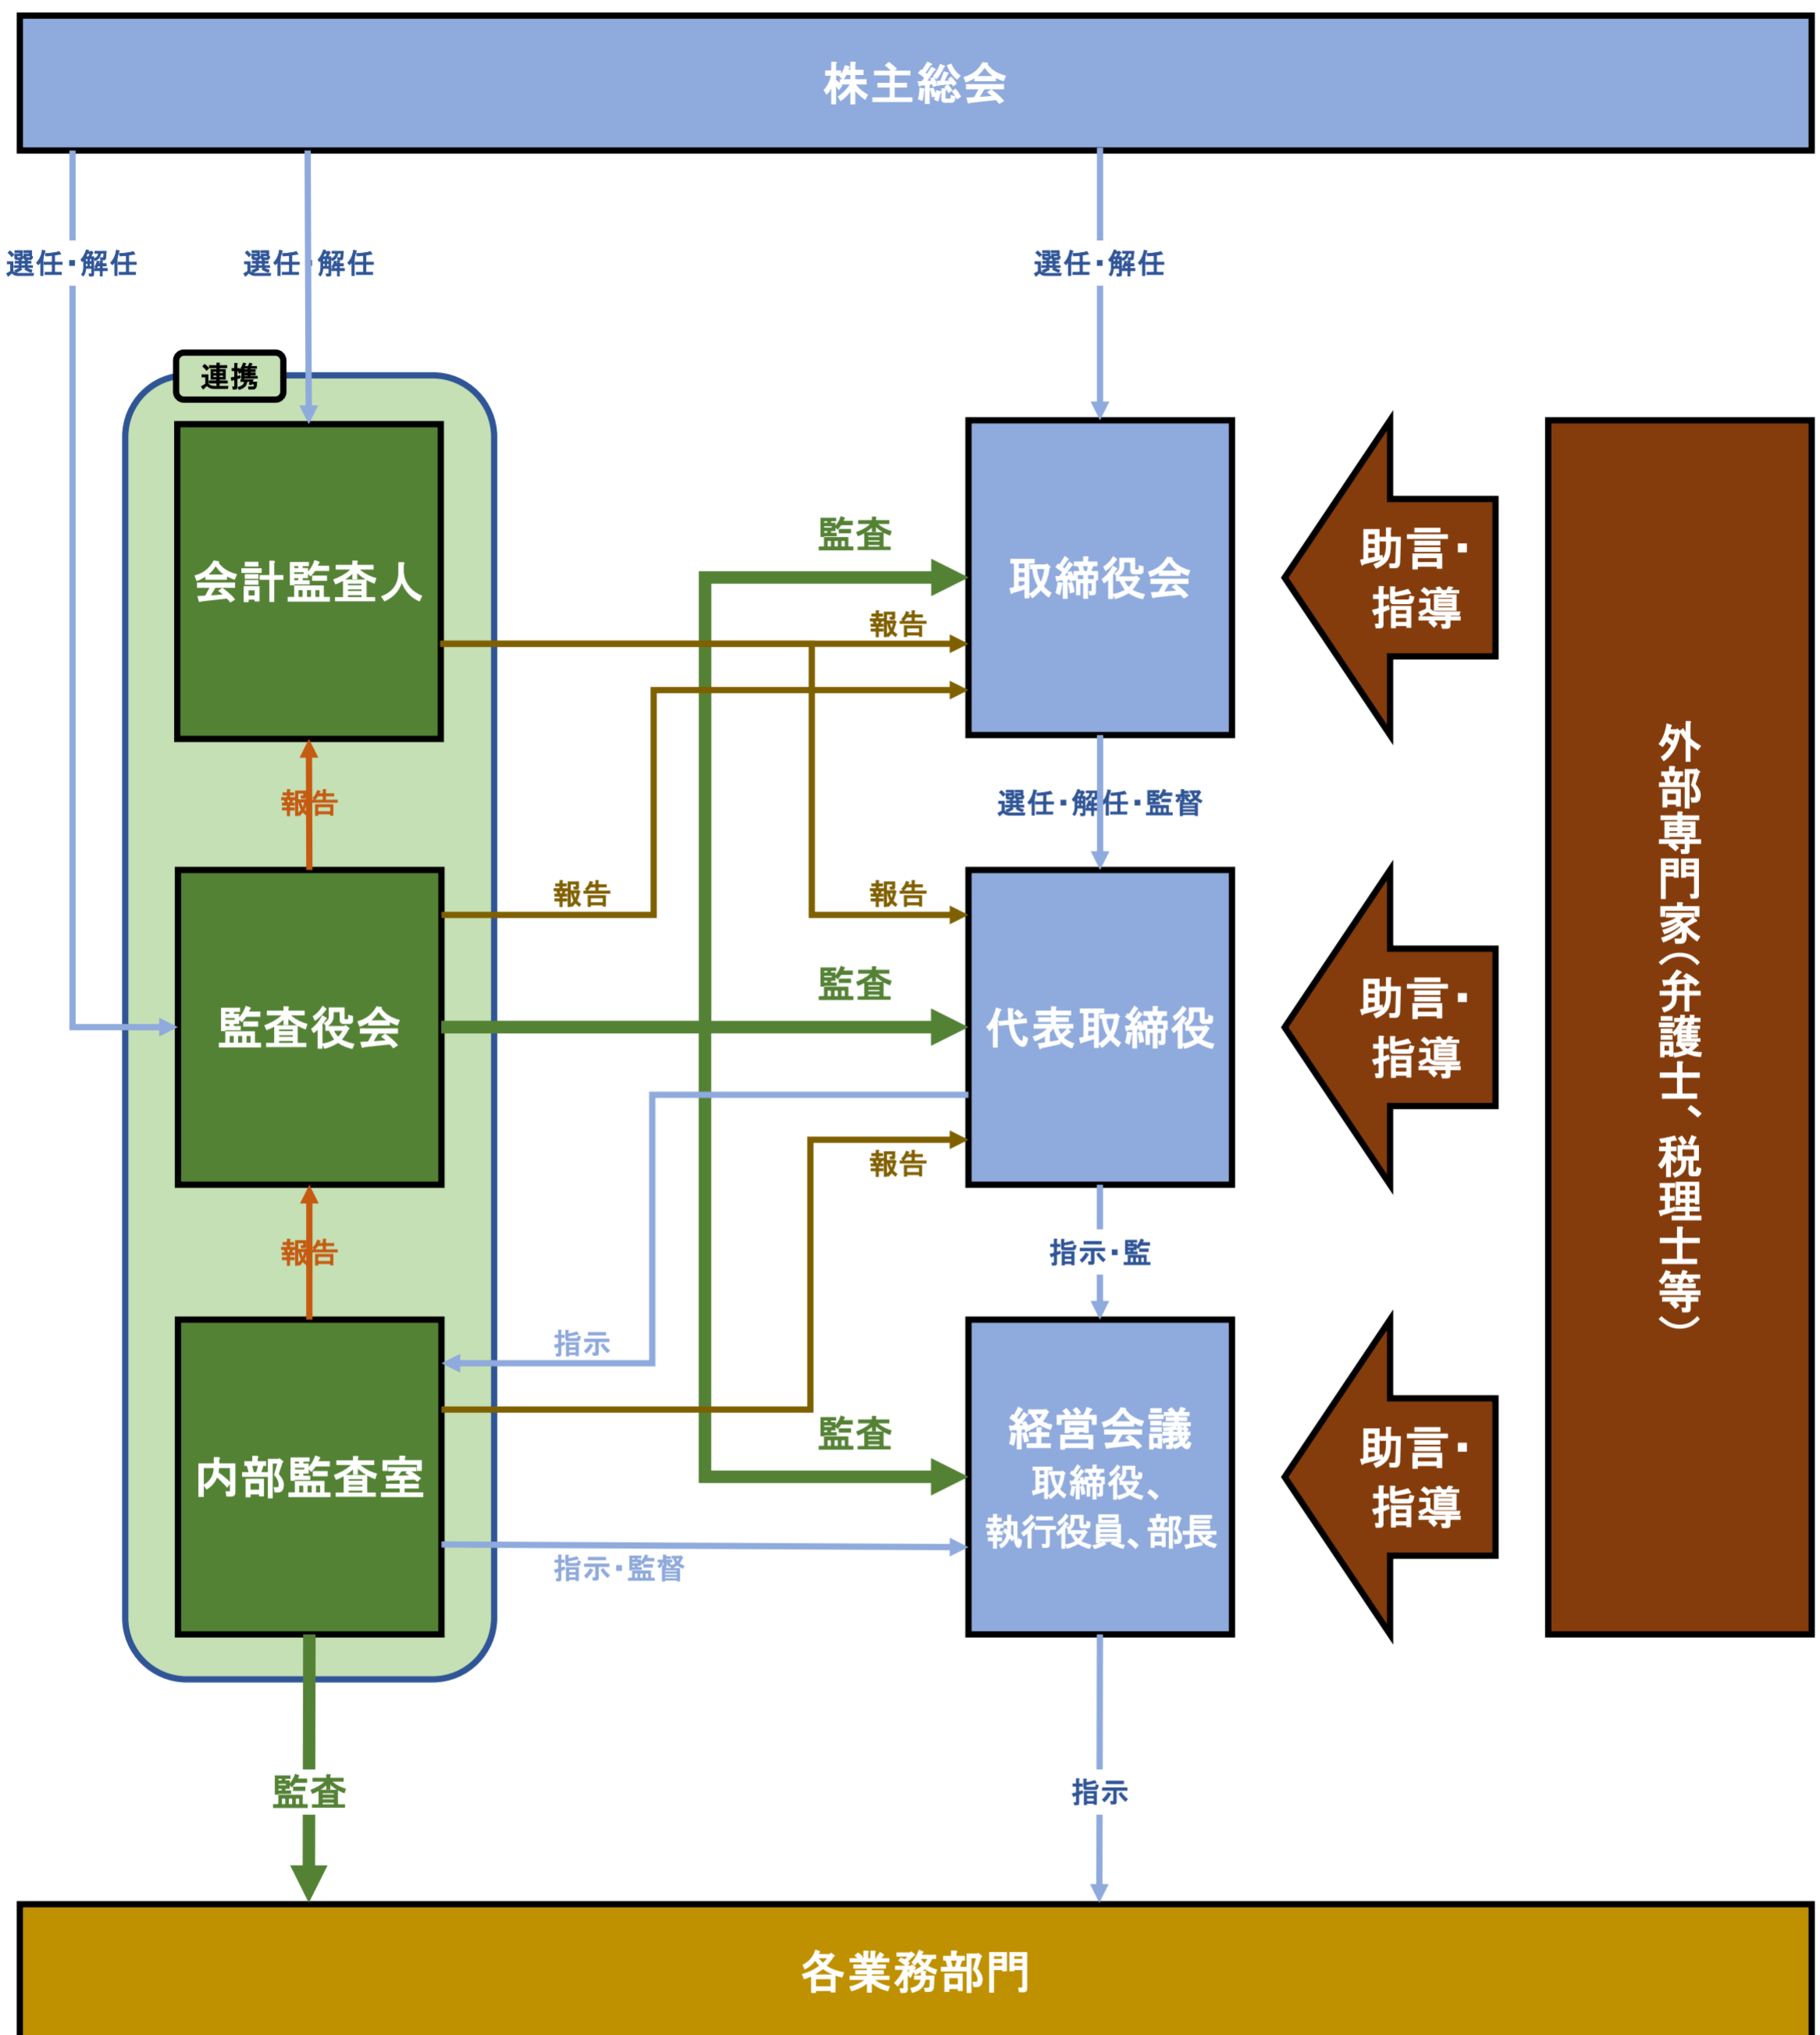 株主総会
選任・解任
選任・解任
選任・解任
連携
会計監査人
監査
取締役会
報告
助言・
指導
報告
選任・解任・監督
報告
報告
監査
監査役会
代表取締役
助言・
指導
報告
報告
指示・監
指示
監査
内部監査室
経営会議
取締役、
執行役員、部長
助言・
指導
指示・監督
外部専門家（弁護士、税理士等）
監査
指示
各業務部門